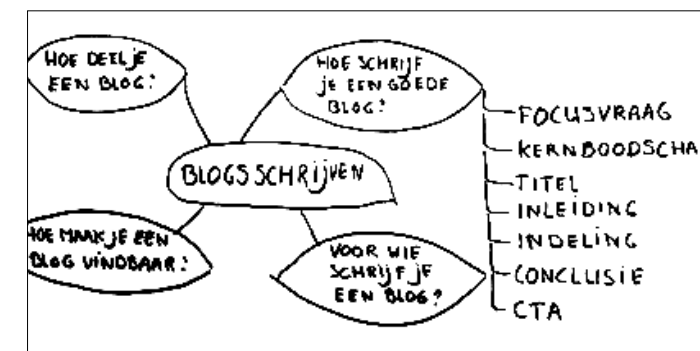 HOE DEEL JE
EEN BLOG?
HOE SCHRIJF
JE EEN GOEDE
BLOG?
BLOGS SCHRIJVEN
HOE MAAK JE EEN
BLOG VINDBAAR?
VOOR WIE
SCHRIJF JE
EEN BLOG?
FOCUSVRAAG
KERNBOODSCHA
TITEL
INLEIDING
INDELING
CONCLUSIE
CTA